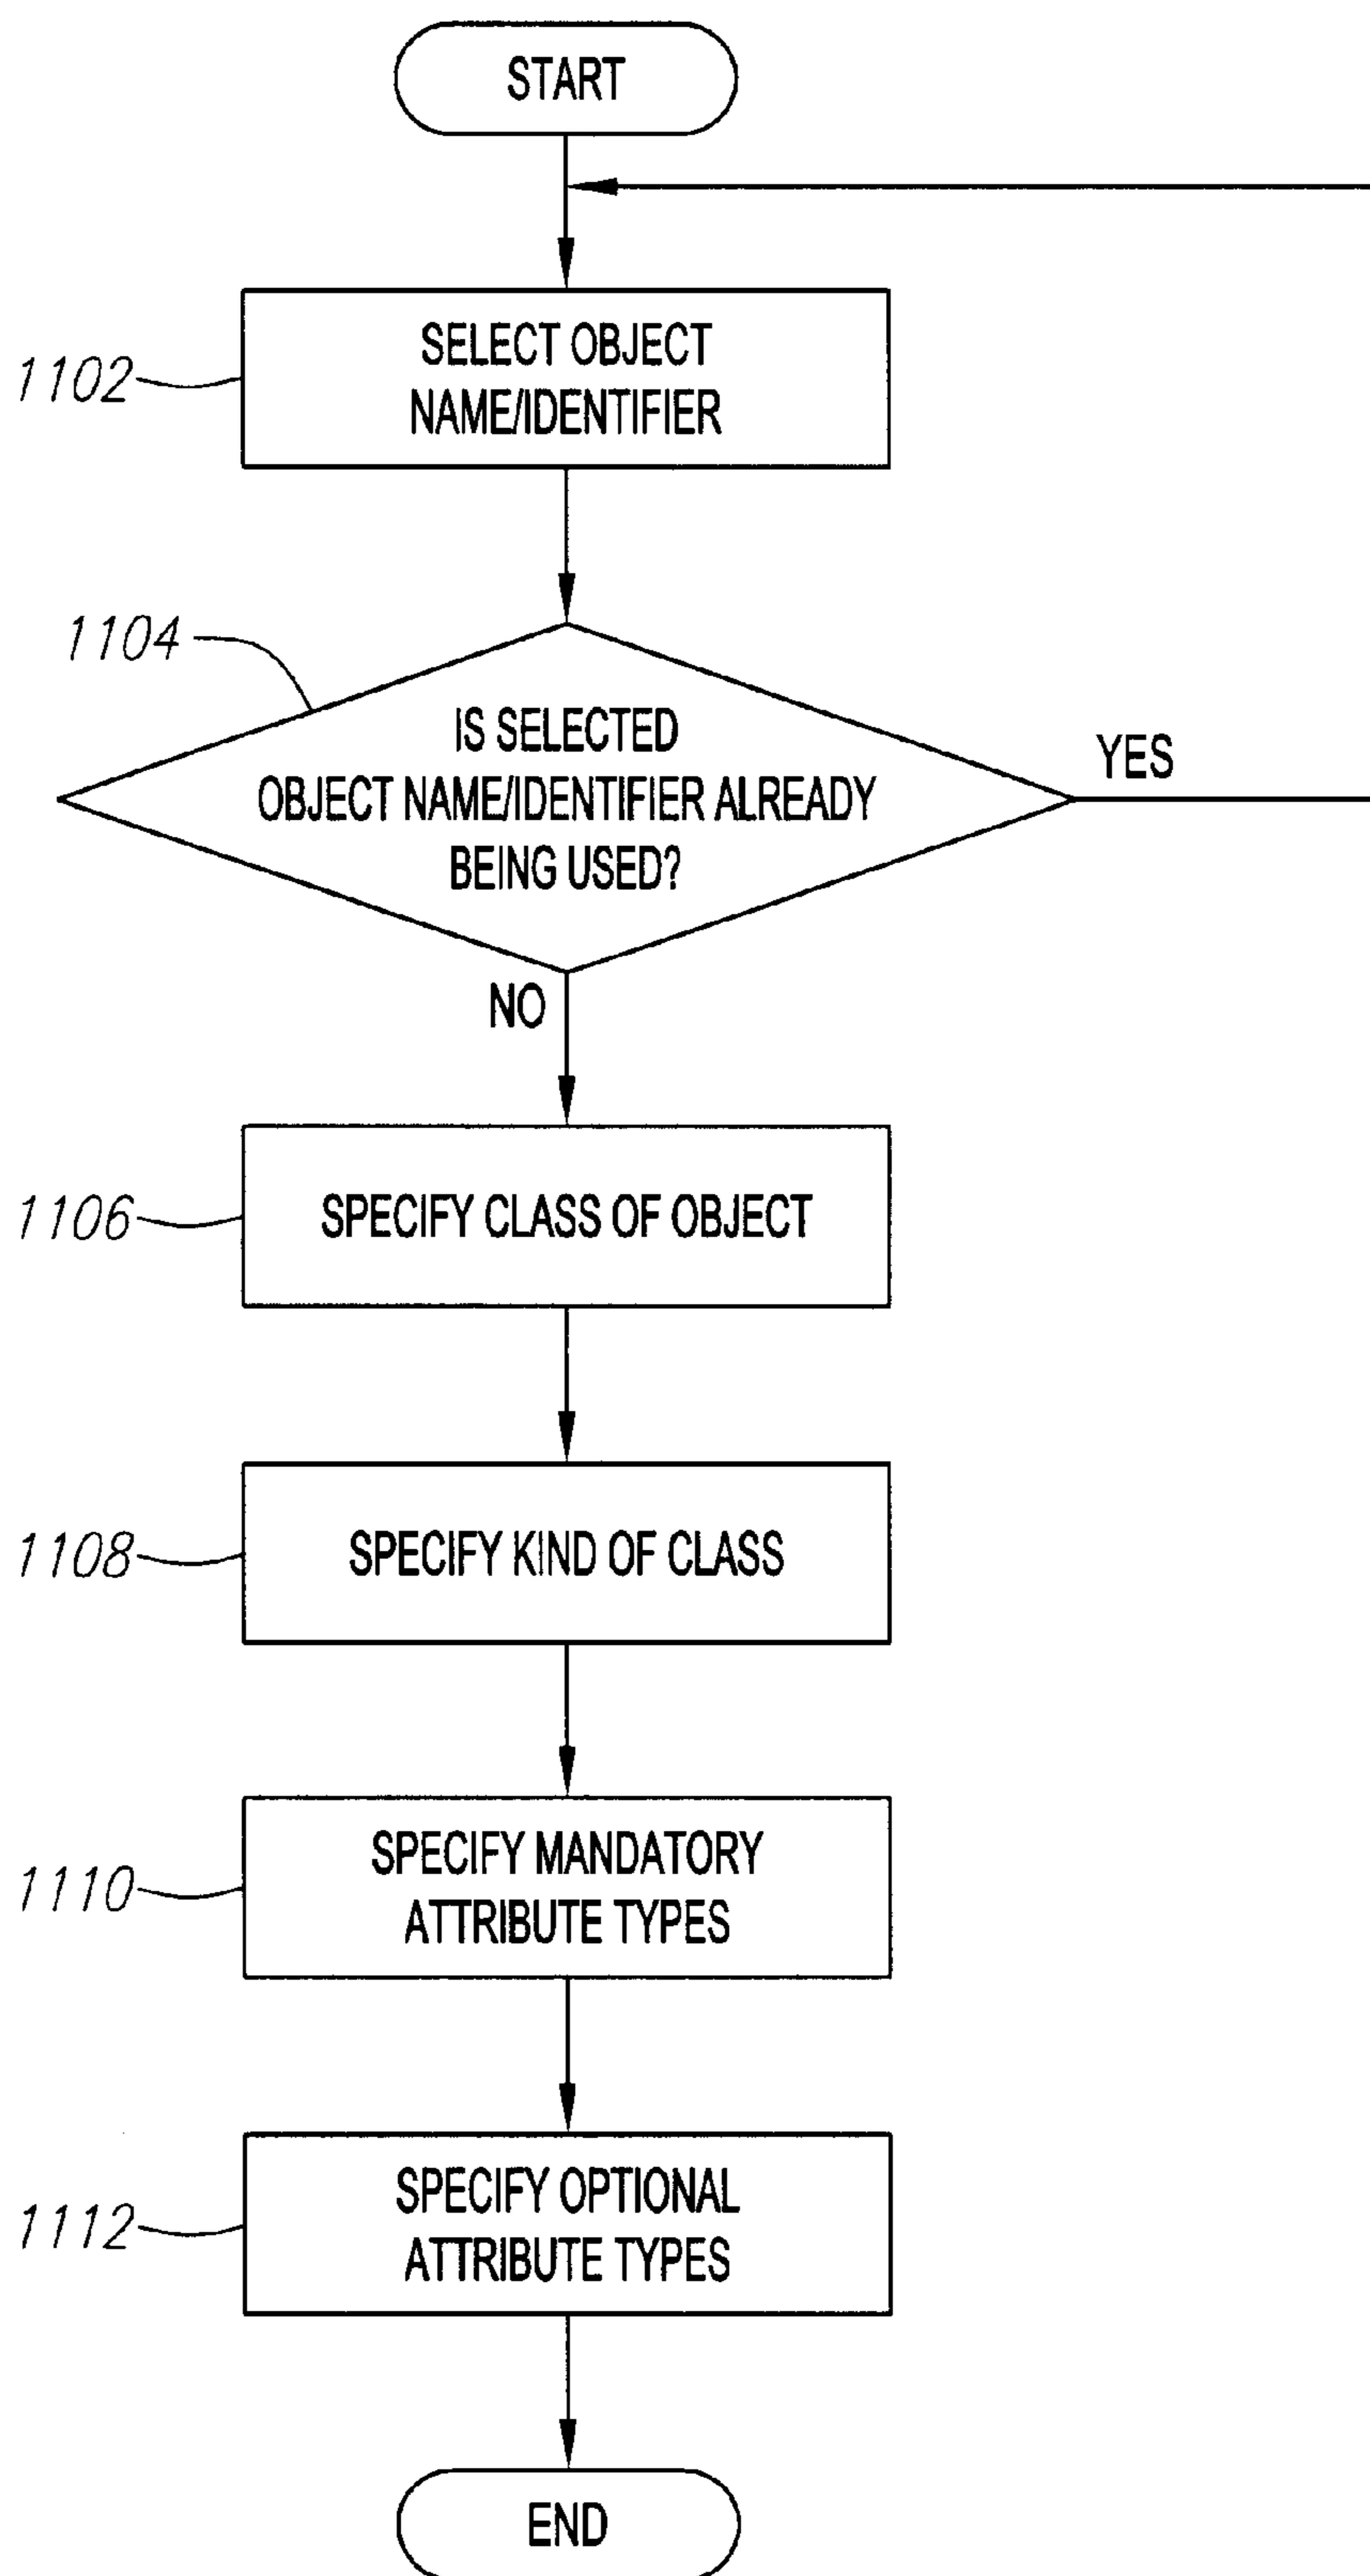 START
1102
SELECT OBJECT
NAME/IDENTIFIER
1104
IS SELECTED
OBJECT NAME/IDENTIFIER ALREADY
BEING USED?
YES
NO
1106
SPECIFY CLASS OF OBJECT
1108
SPECIFY KIND OF CLASS
1110
SPECIFY MANDATORY
ATTRIBUTE TYPES
1112
SPECIFY OPTIONAL
ATTRIBUTE TYPES
END